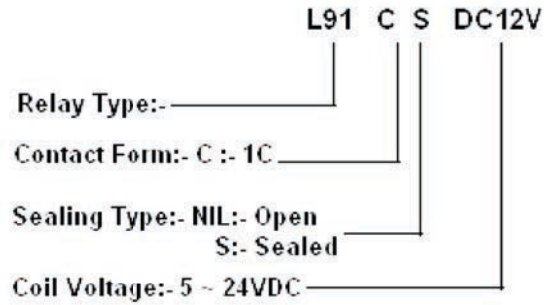 L91 C S DC12V
Relay Type:-
Contact Form:- C :- 1C
Sealing Type:- NIL:- Open
S:- Sealed
Coil Voltage:- 5 ~ 24VDC